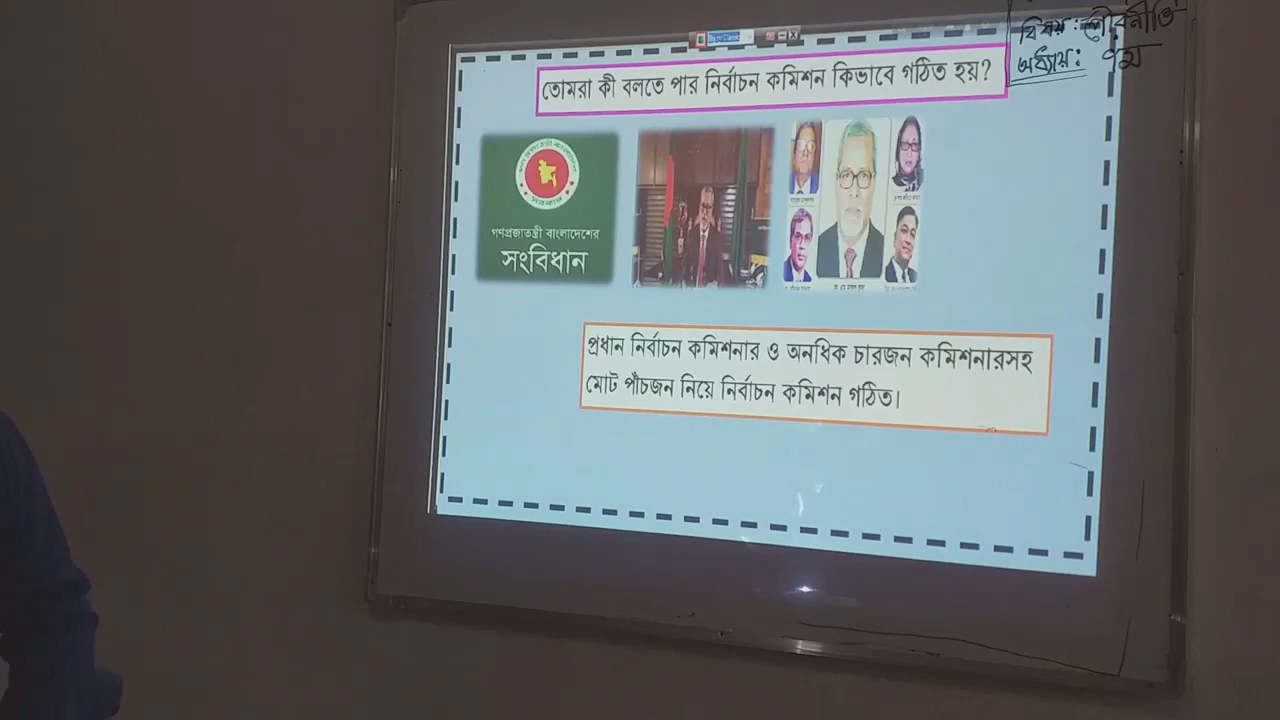 বিষয়: পৌরনীতি
অধ্যায়: ৭ম
তোমরা কী বলতে পার নির্বাচন কমিশন কিভাবে গঠিত হয়?
গণপ্রজাতন্ত্রী বাংলাদেশের
সংবিধান
প্রধান নির্বাচন কমিশনার ও অনধিক চারজন কমিশনারসহ
মোট পাঁচজন নিয়ে নির্বাচন কমিশন গঠিত।